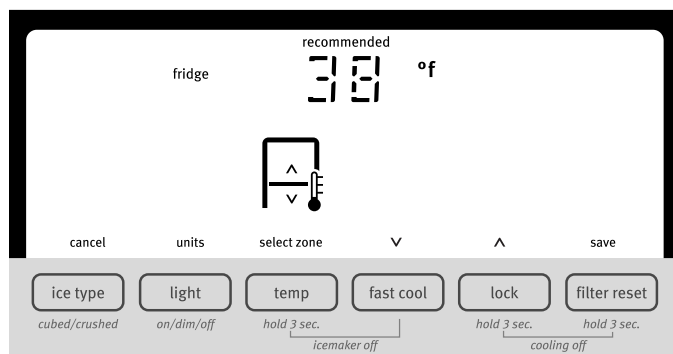 recommended
fridge 38 °f
cancel units select zone ∨ ∧ save
ice type light temp fast cool lock filter reset
cubed/crushed on/dim/off hold 3 sec. hold 3 sec. hold 3 sec.
icemaker off cooling off